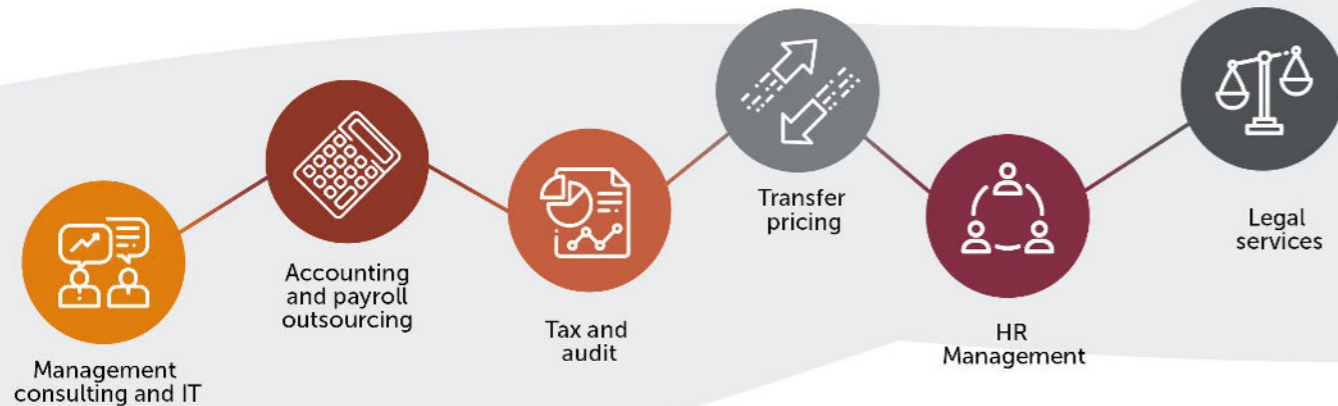 Management
consulting and IT
Accounting
and payroll
outsourcing
Tax and
audit
Transfer
pricing
HR
Management
Legal
services